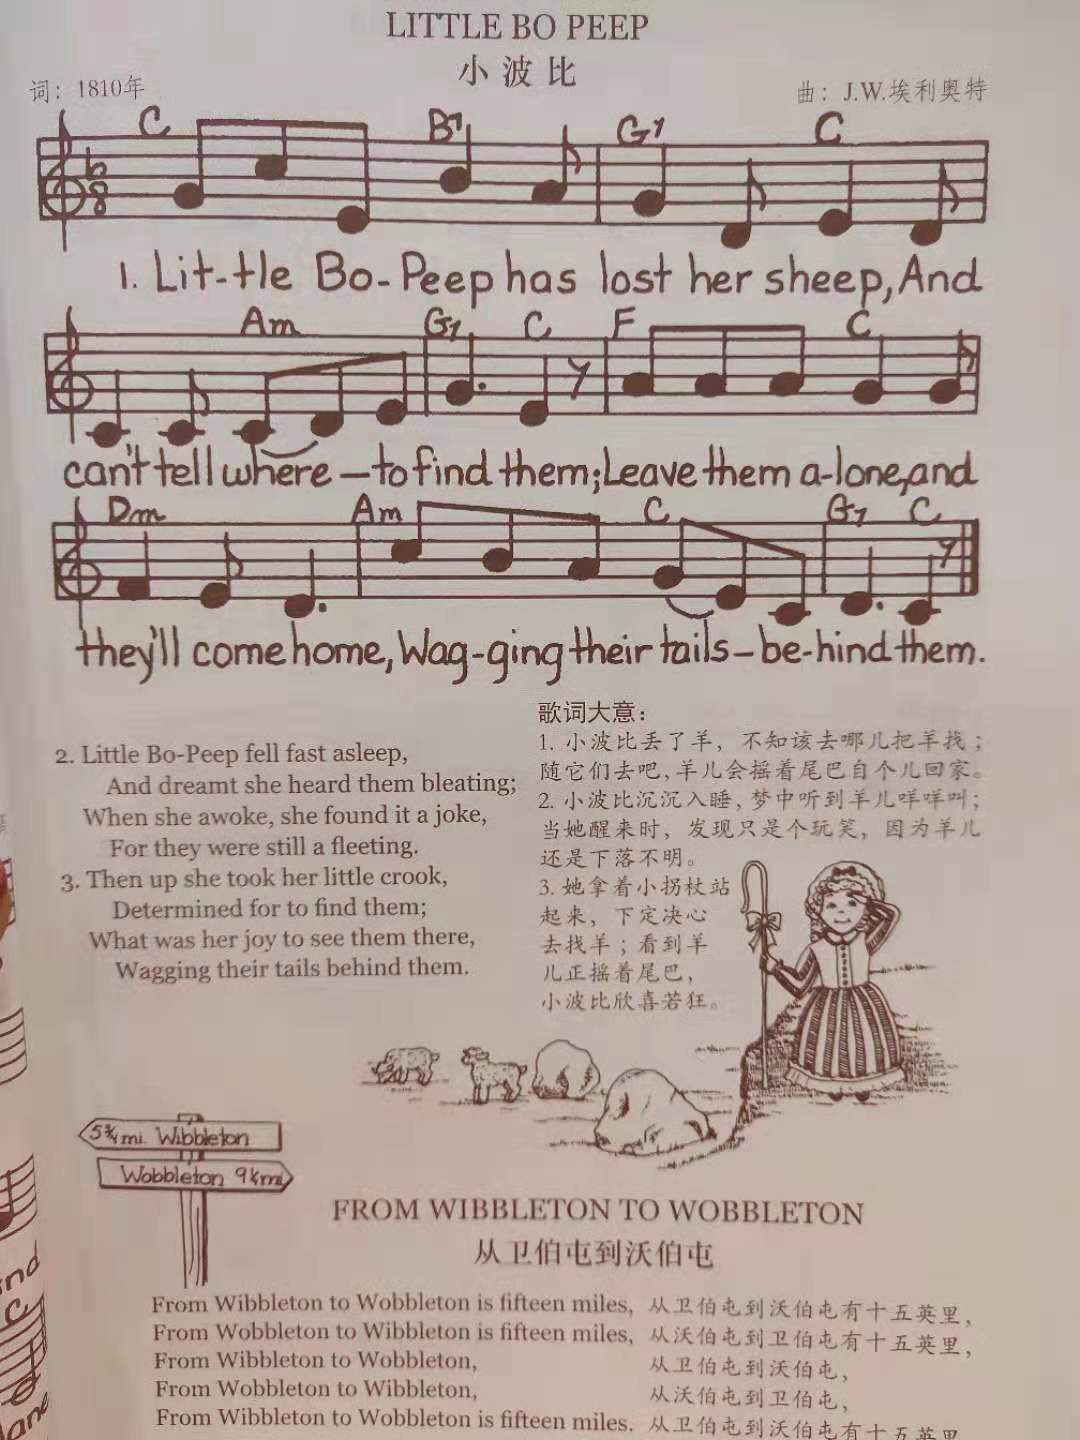 LITTLE BO PEEP
小波比
词：1810年
曲：J.W.埃利奥特
C B7 G7 C
1. Lit--tle Bo-Peep has lost her sheep, And
Am G7 C F C
can't tell where - to find them; Leave them a-lone, and
Dm Am C G7 C
they'll come home, Wag--ging their tails - be-hind them.
2. Little Bo-Peep fell fast asleep,
And dreamt she heard them bleating;
When she awoke, she found it a joke,
For they were still a fleeting.
3. Then up she took her little crook,
Determined for to find them;
What was her joy to see them there,
Wagging their tails behind them.
歌词大意：
1. 小波比丢了羊，不知该去哪儿把羊找；
随它们去吧，羊儿会摇着尾巴自个儿回家。
2. 小波比沉沉入睡，梦中听到羊儿咩咩叫；
当她醒来时，发现只是个玩笑，因为羊儿
还是下落不明。
3. 她拿着小拐杖站
起来，下定决心
去找羊；看到羊
儿正摇着尾巴，
小波比欣喜若狂。
5¾ mi. Wibbleton
Wobbleton 9¼ mi
FROM WIBBLETON TO WOBBLETON
从卫伯屯到沃伯屯
From Wibbleton to Wobbleton is fifteen miles, 从卫伯屯到沃伯屯有十五英里，
From Wobbleton to Wibbleton is fifteen miles, 从沃伯屯到卫伯屯有十五英里，
From Wibbleton to Wobbleton, 从卫伯屯到沃伯屯，
From Wobbleton to Wibbleton, 从沃伯屯到卫伯屯，
From Wibbleton to Wobbleton is fifteen miles. 从卫伯屯到沃伯屯有十五英里